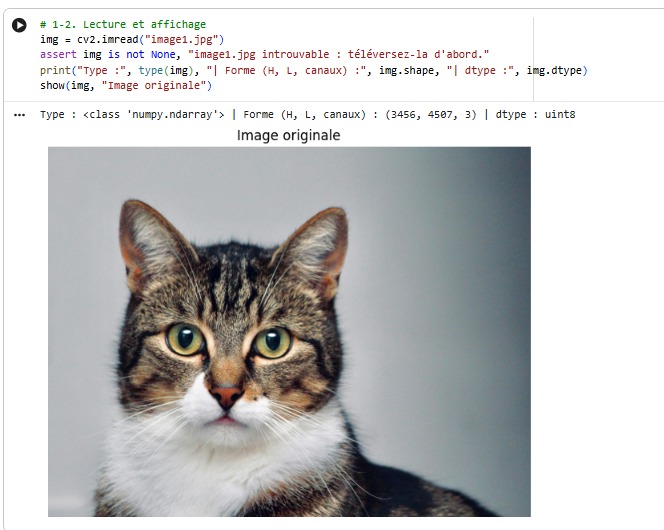 # 1-2. Lecture et affichage
img = cv2.imread("image1.jpg")
assert img is not None, "image1.jpg introuvable : téléversez-la d'abord."
print("Type :", type(img), "| Forme (H, L, canaux) :", img.shape, "| dtype :", img.dtype)
show(img, "Image originale")
Type : <class 'numpy.ndarray'> | Forme (H, L, canaux) : (3456, 4507, 3) | dtype : uint8
Image originale